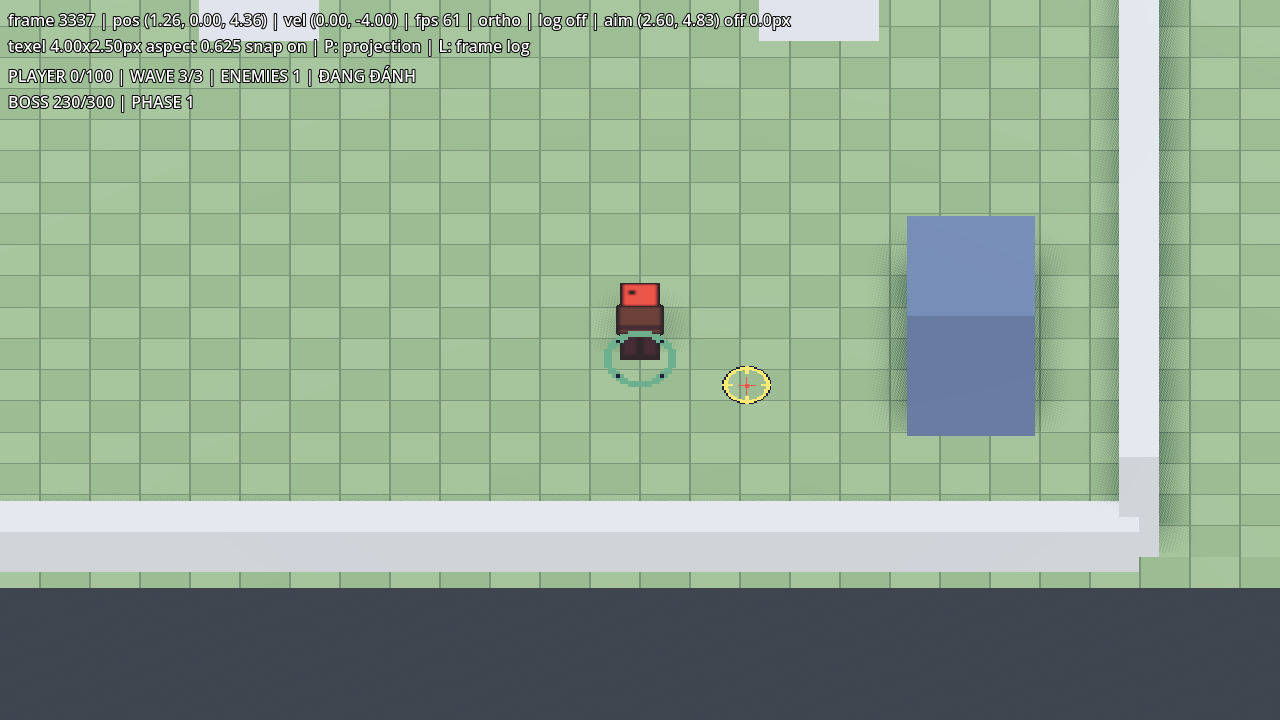 frame 3337 | pos (1.26, 0.00, 4.36) | vel (0.00, -4.00) | fps 61 | ortho | log off | aim (2.60, 4.83) off 0.0px
texel 4.00x2.50px aspect 0.625 snap on | P: projection | L: frame log
PLAYER 0/100 | WAVE 3/3 | ENEMIES 1 | ĐANG ĐÁNH
BOSS 230/300 | PHASE 1